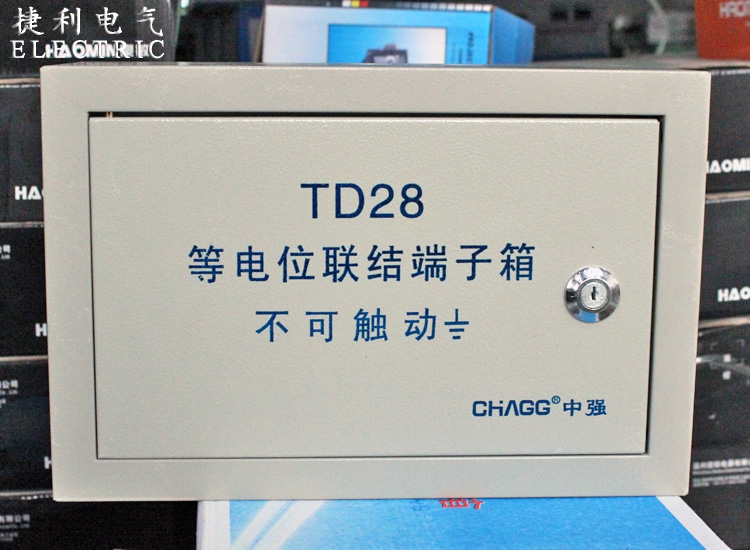 捷利电气
ELECTRIC
HAOMIN
TD28
等电位联结端子箱
不可触动⏚
CHAGG®中强